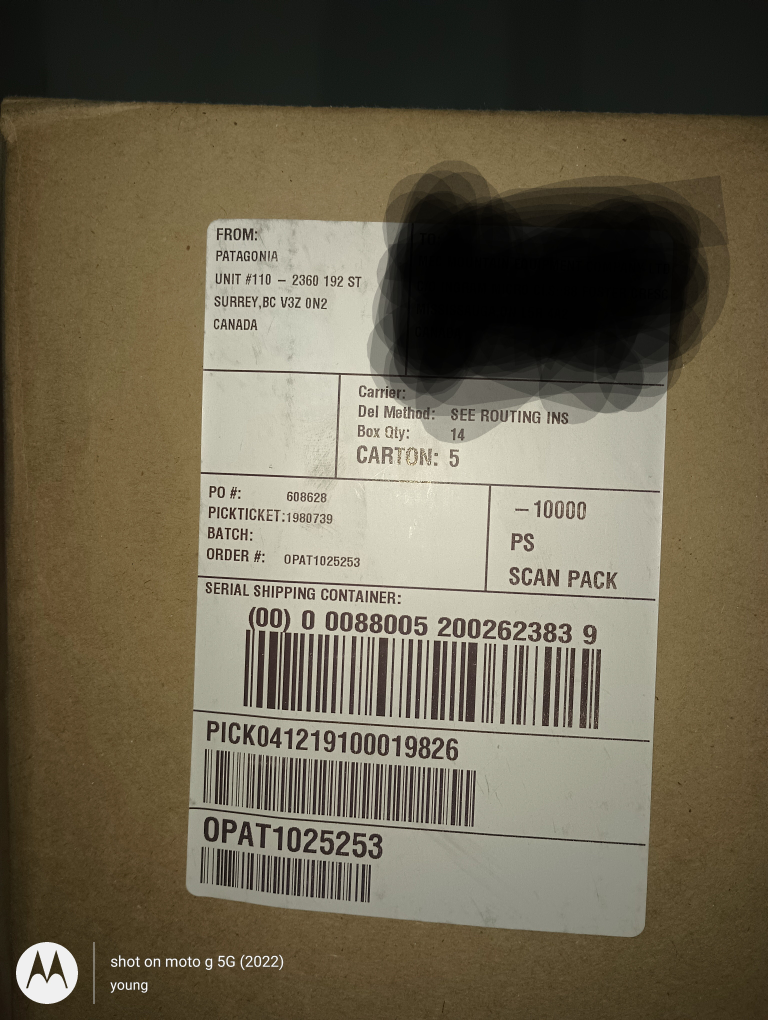 FROM:
PATAGONIA
UNIT #110 – 2360 192 ST
SURREY,BC V3Z 0N2
CANADA
Carrier:
Del Method: SEE ROUTING INS
Box Qty: 14
CARTON: 5
PO #: 608628
PICKTICKET:1980739
BATCH:
ORDER #: OPAT1025253
–10000
PS
SCAN PACK
SERIAL SHIPPING CONTAINER:
(00) 0 0088005 200262383 9
PICK041219100019826
OPAT1025253
shot on moto g 5G (2022)
young